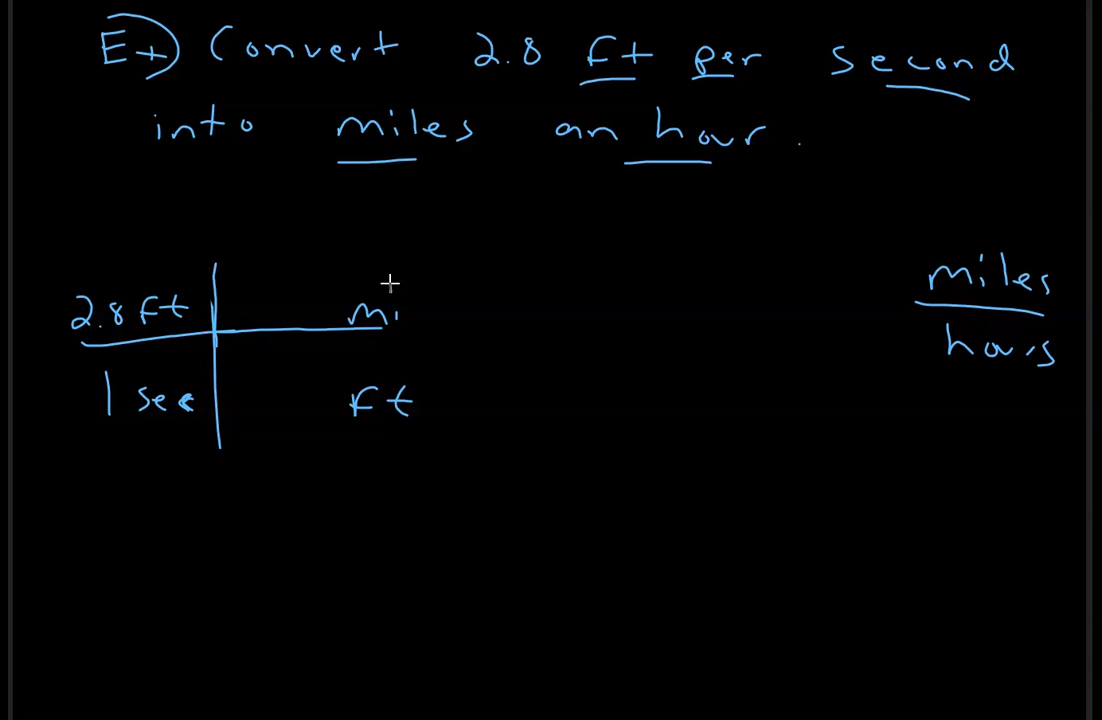 Ex) Convert 2.8 ft per second
into miles an hour.
2.8 ft mi
1 sec ft
miles
hours